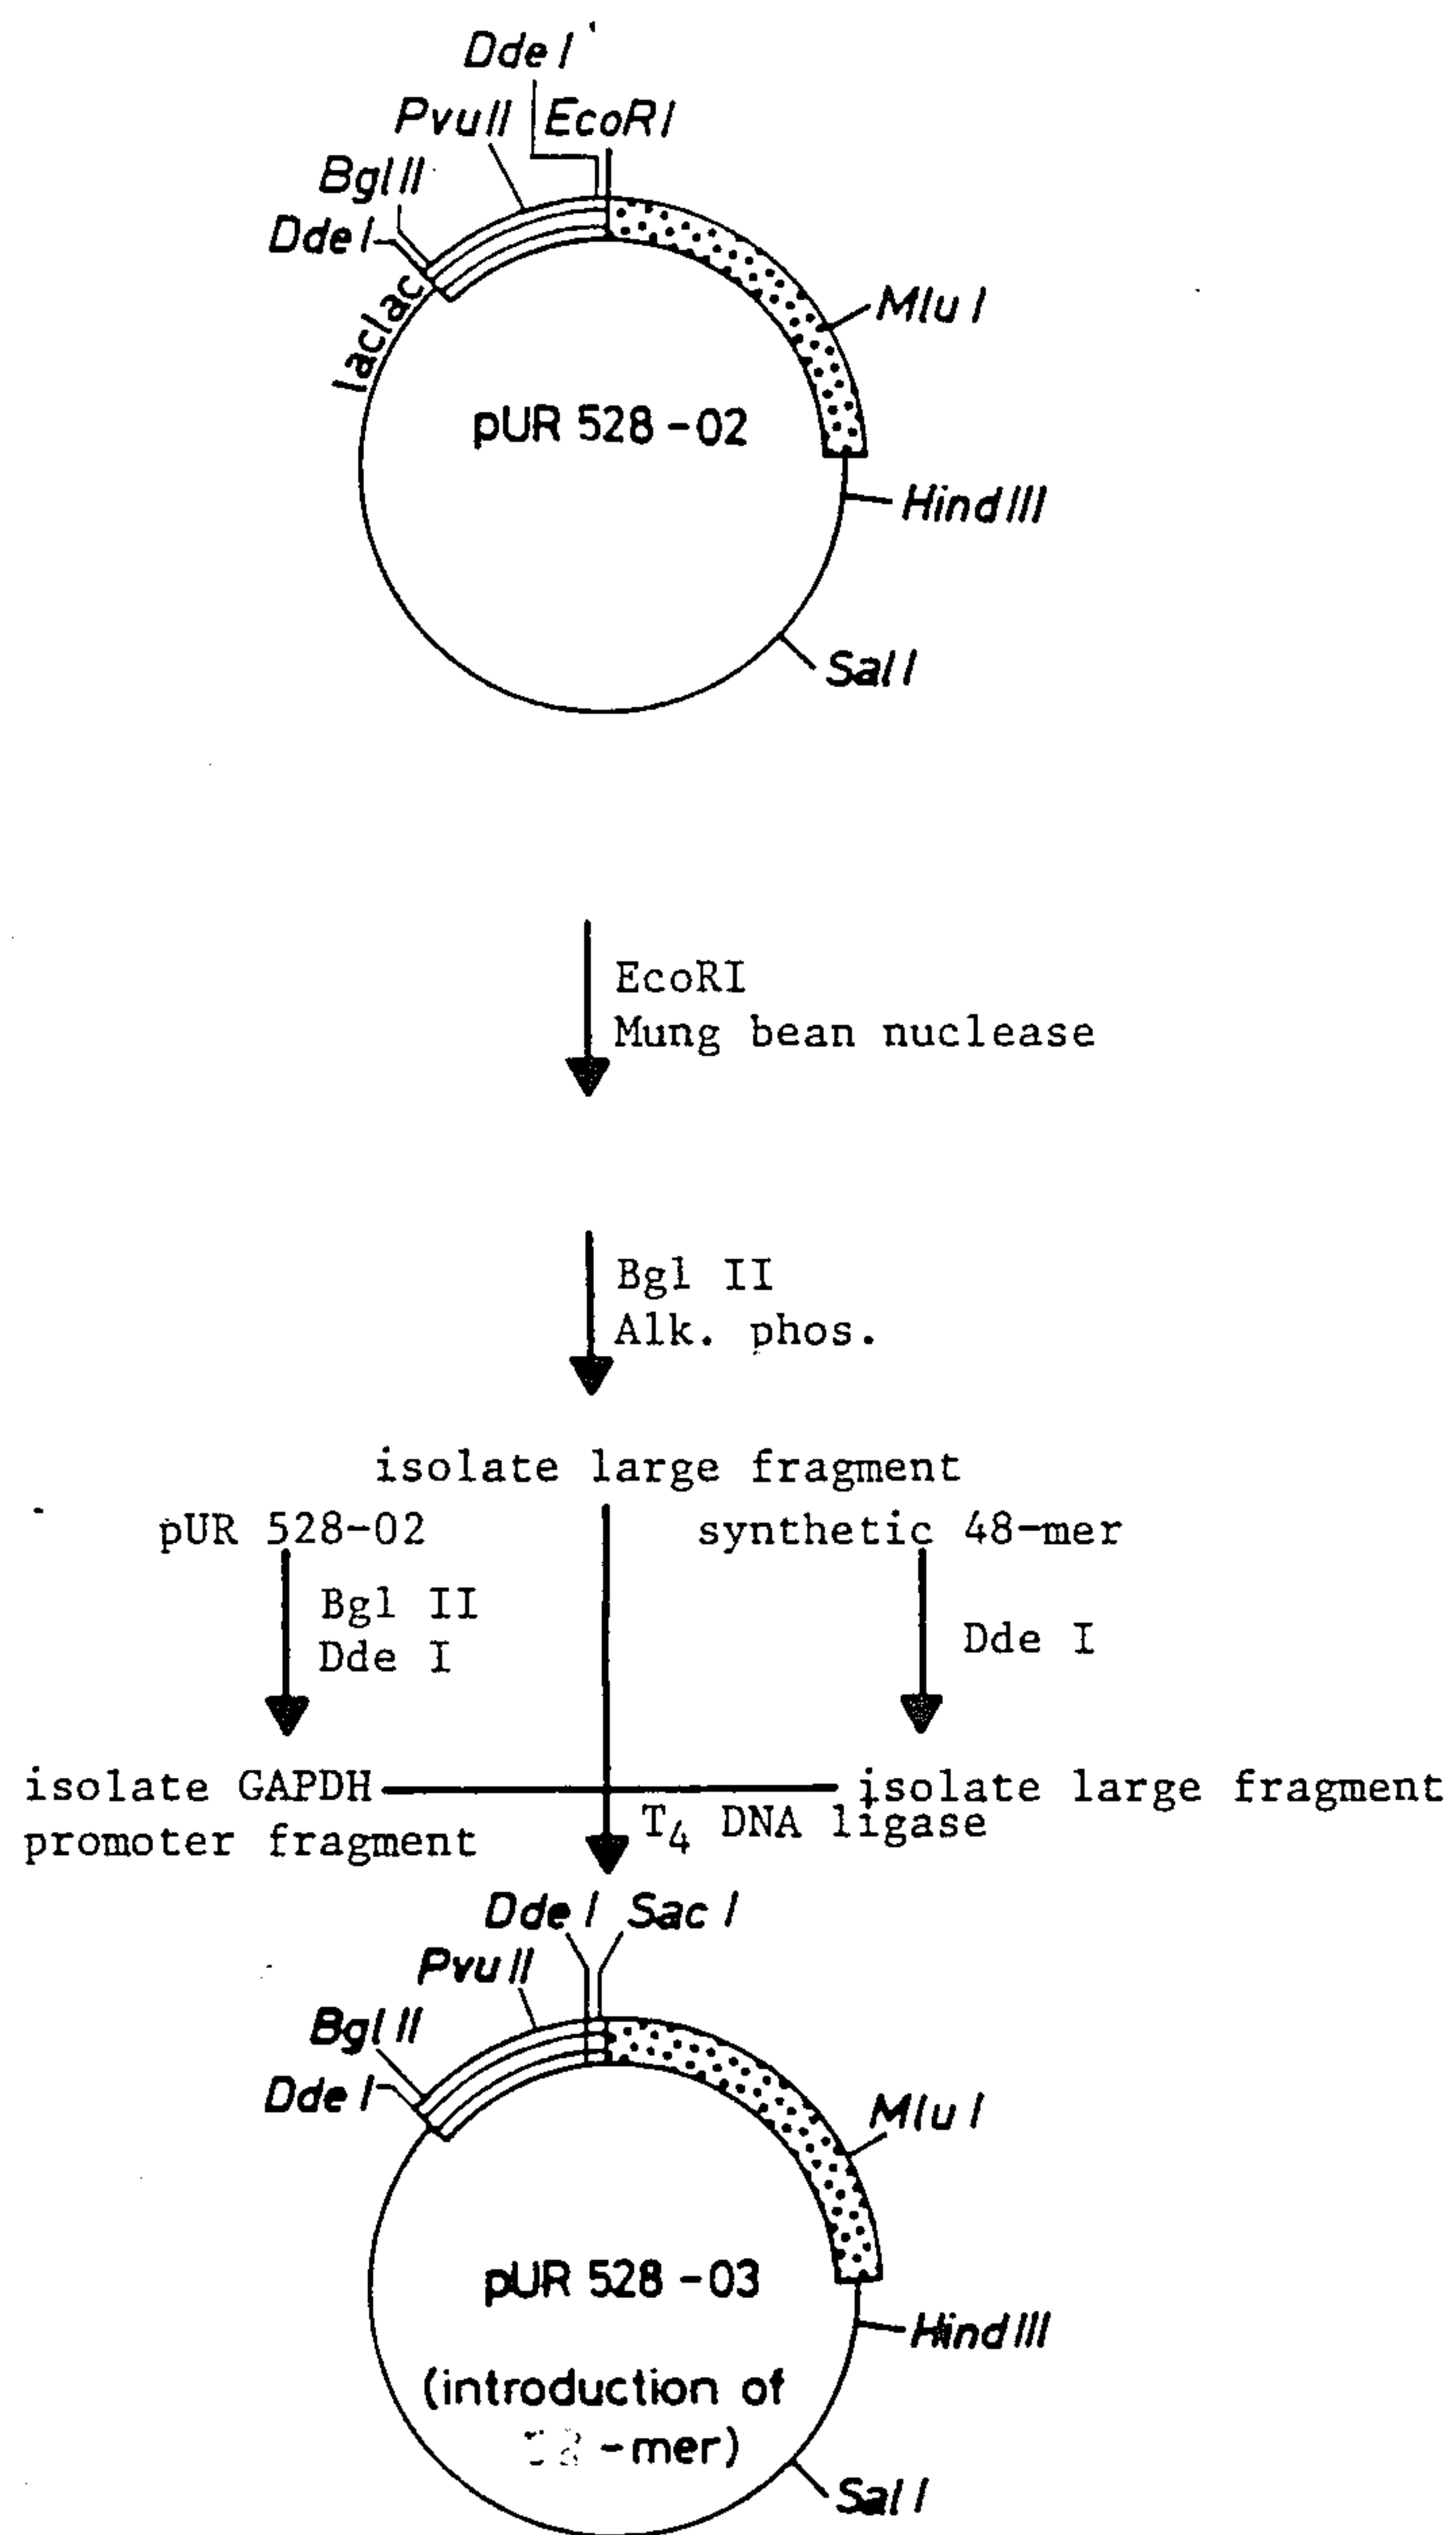 Dde I
PvuII EcoRI
Bgl II
Dde I
laclac
Mlu I
pUR 528-02
Hind III
Sal I
EcoRI
Mung bean nuclease
Bgl II
Alk. phos.
isolate large fragment
pUR 528-02 synthetic 48-mer
Bgl II
Dde I
Dde I
isolate GAPDH isolate large fragment
promoter fragment T4 DNA ligase
Dde I Sac I
Pvu II
Bgl II
Dde I
Mlu I
pUR 528-03
Hind III
(introduction of
-mer)
Sal I